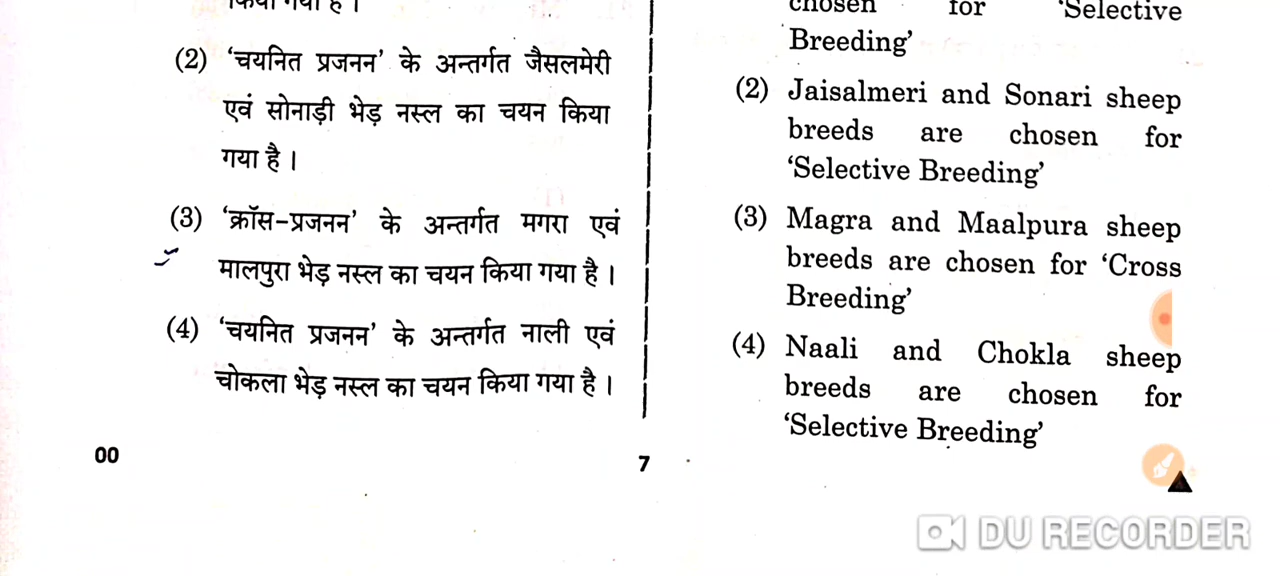 किया गया है ।
(2) 'चयनित प्रजनन' के अन्तर्गत जैसलमेरी
एवं सोनाड़ी भेड़ नस्ल का चयन किया
गया है ।
(3) 'क्रॉस-प्रजनन' के अन्तर्गत मगरा एवं
मालपुरा भेड़ नस्ल का चयन किया गया है ।
(4) 'चयनित प्रजनन' के अन्तर्गत नाली एवं
चोकला भेड़ नस्ल का चयन किया गया है ।
chosen for 'Selective
Breeding'
(2) Jaisalmeri and Sonari sheep
breeds are chosen for
'Selective Breeding'
(3) Magra and Maalpura sheep
breeds are chosen for 'Cross
Breeding'
(4) Naali and Chokla sheep
breeds are chosen for
'Selective Breeding'
00
7
DU RECORDER